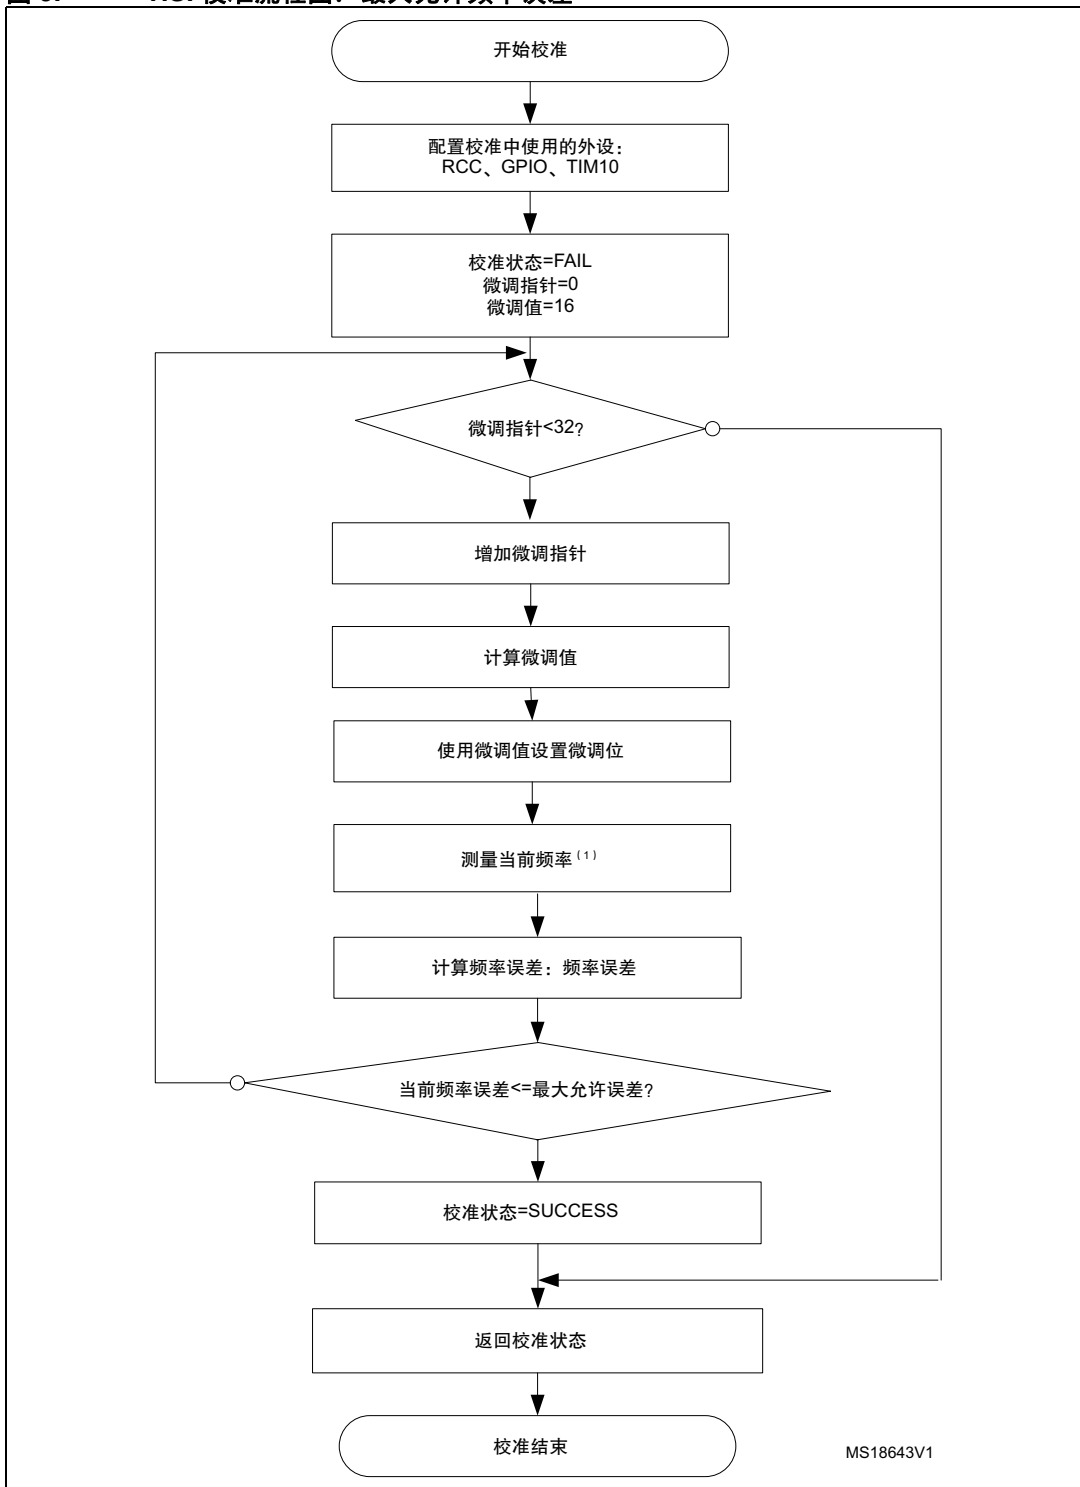 开始校准
配置校准中使用的外设：
RCC、GPIO、TIM10
校准状态=FAIL
微调指针=0
微调值=16
微调指针<32?
增加微调指针
计算微调值
使用微调值设置微调位
测量当前频率(1)
计算频率误差：频率误差
当前频率误差<=最大允许误差?
校准状态=SUCCESS
返回校准状态
校准结束
MS18643V1